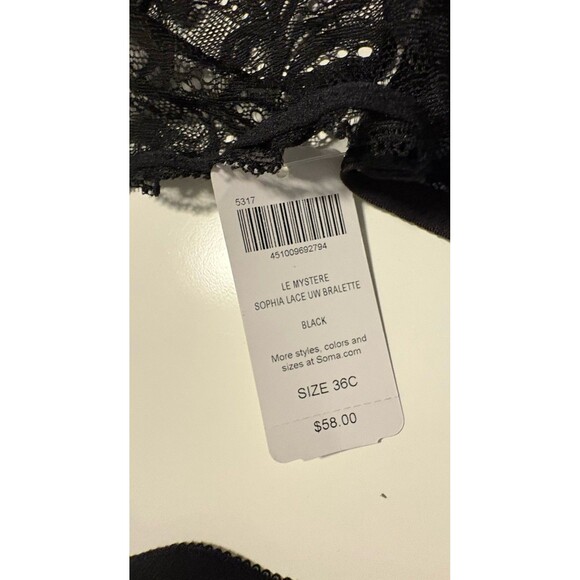 5317
451009692794
LE MYSTERE
SOPHIA LACE UW BRALETTE
BLACK
More styles, colors and
sizes at Soma.com
SIZE 36C
$58.00